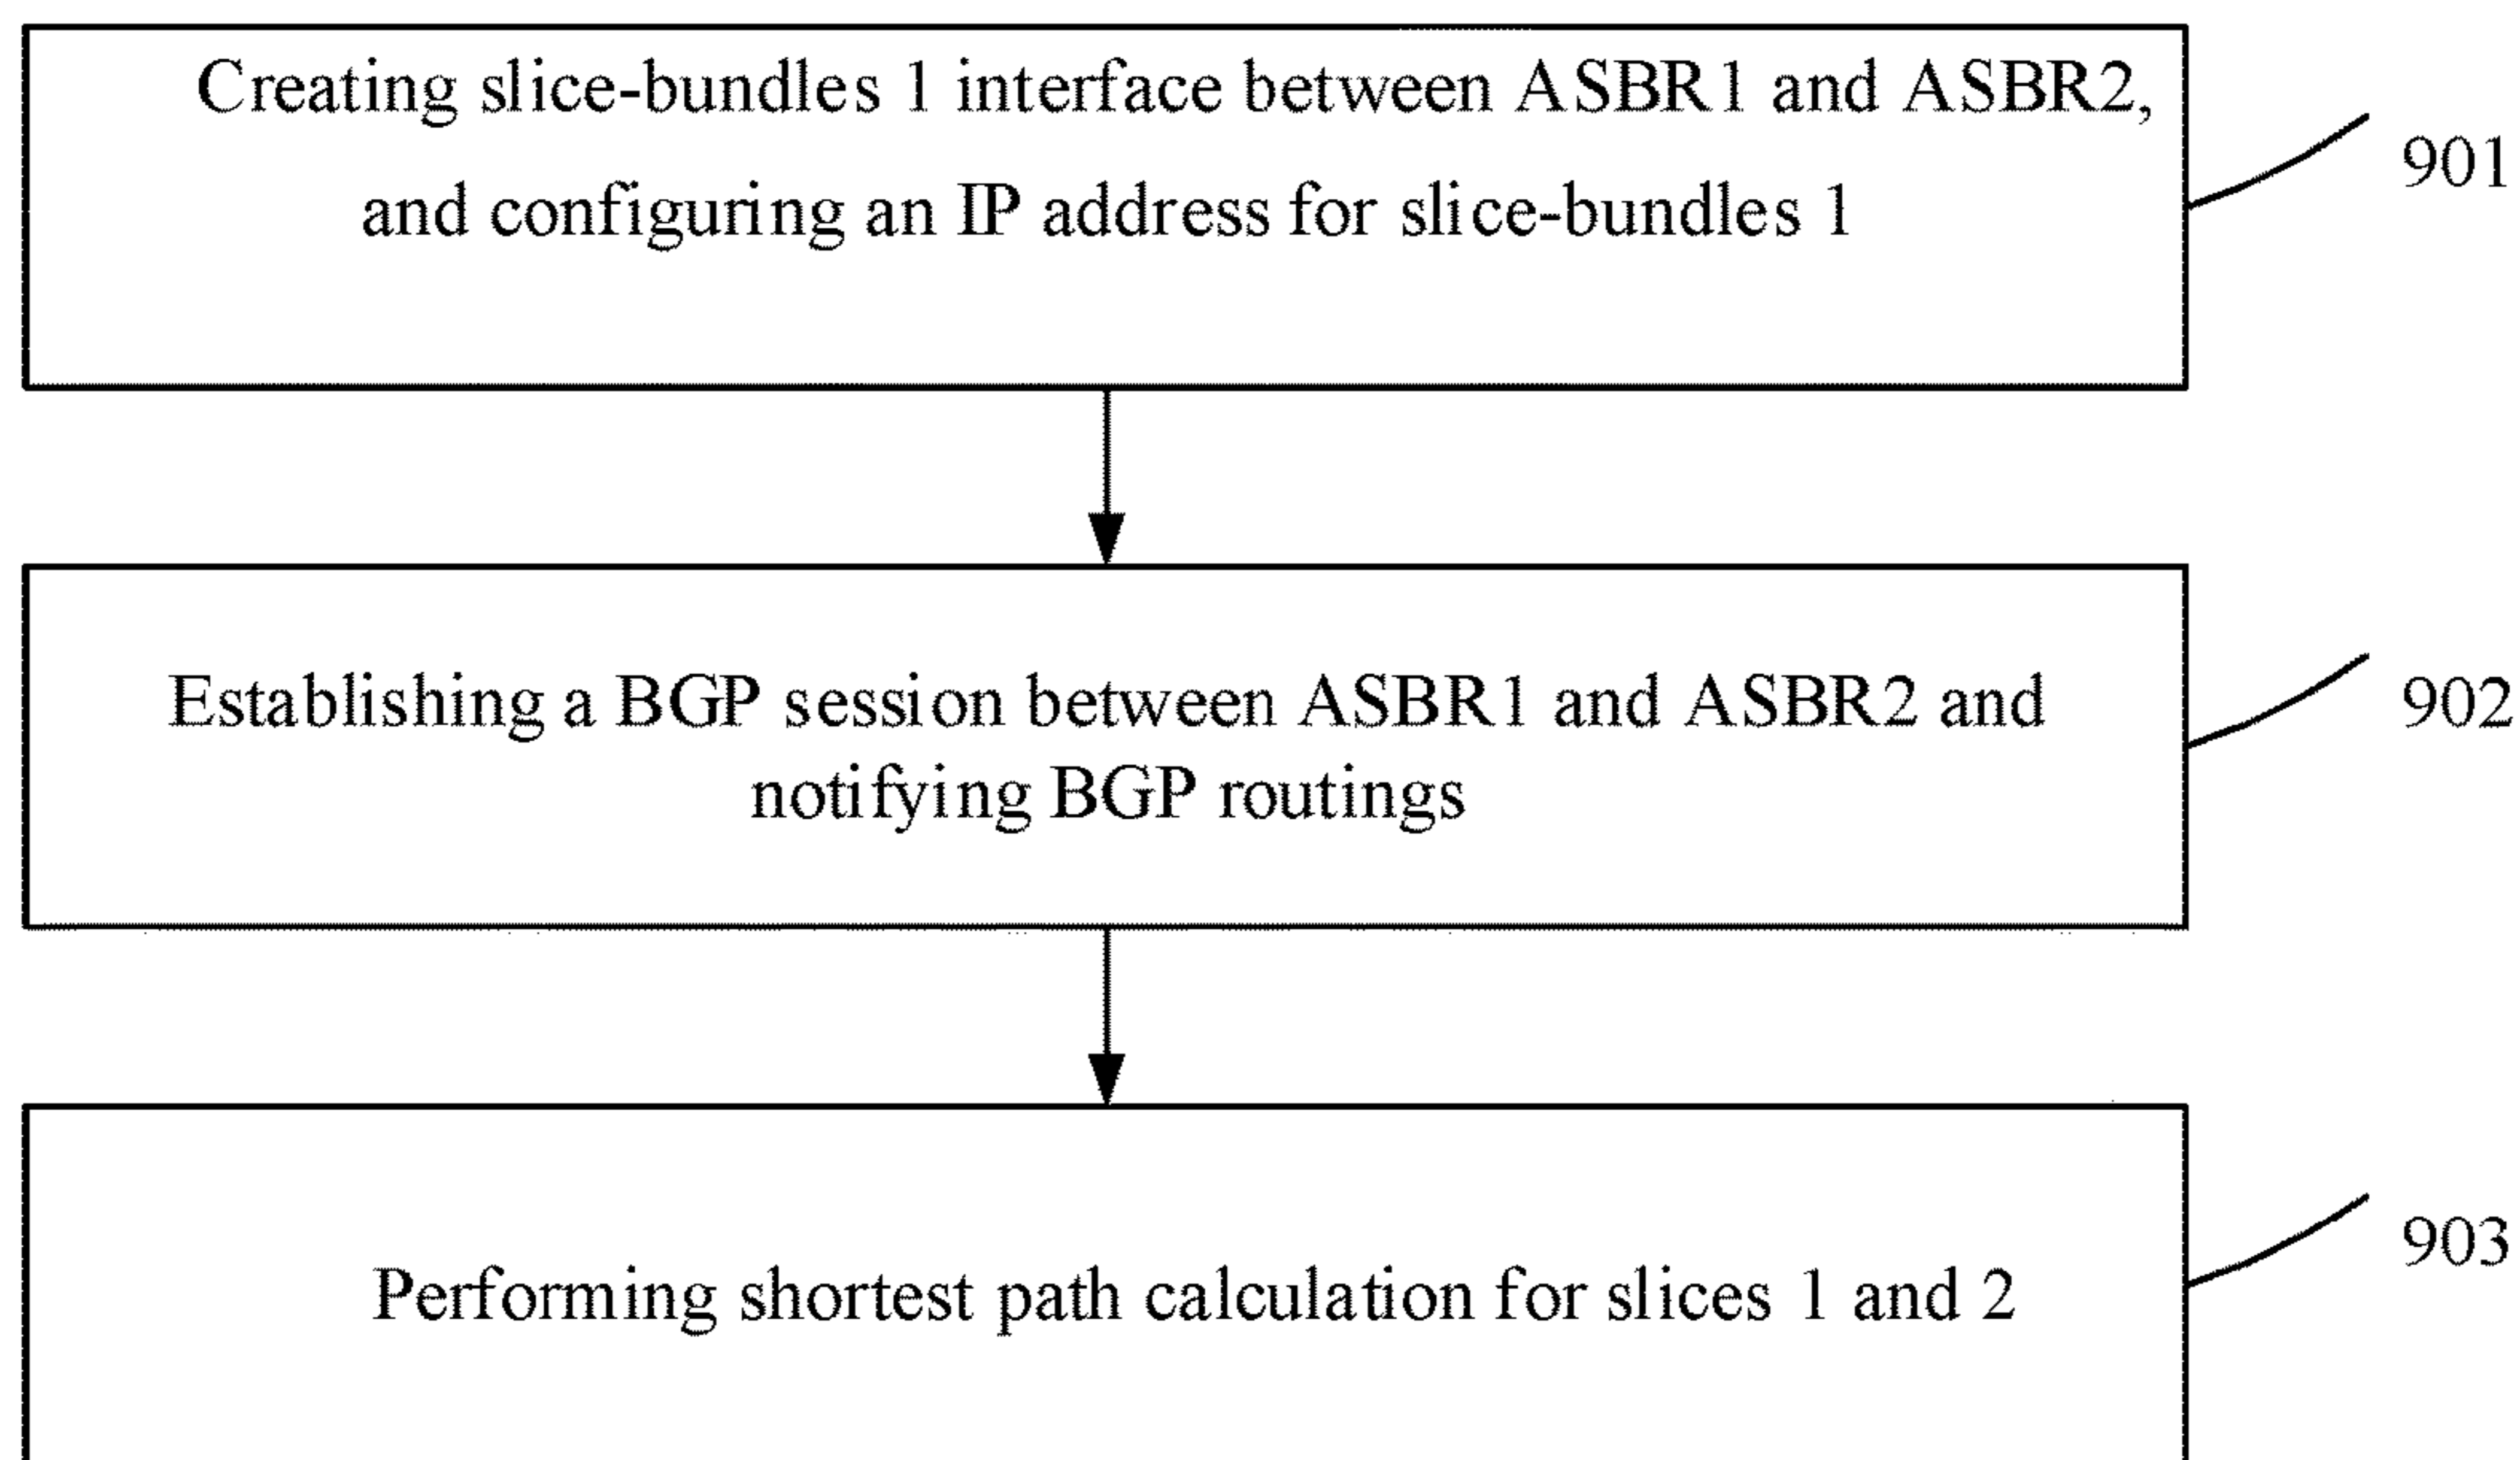 Creating slice-bundles 1 interface between ASBR1 and ASBR2,
and configuring an IP address for slice-bundles 1
901
Establishing a BGP session between ASBR1 and ASBR2 and
notifying BGP routings
902
Performing shortest path calculation for slices 1 and 2
903